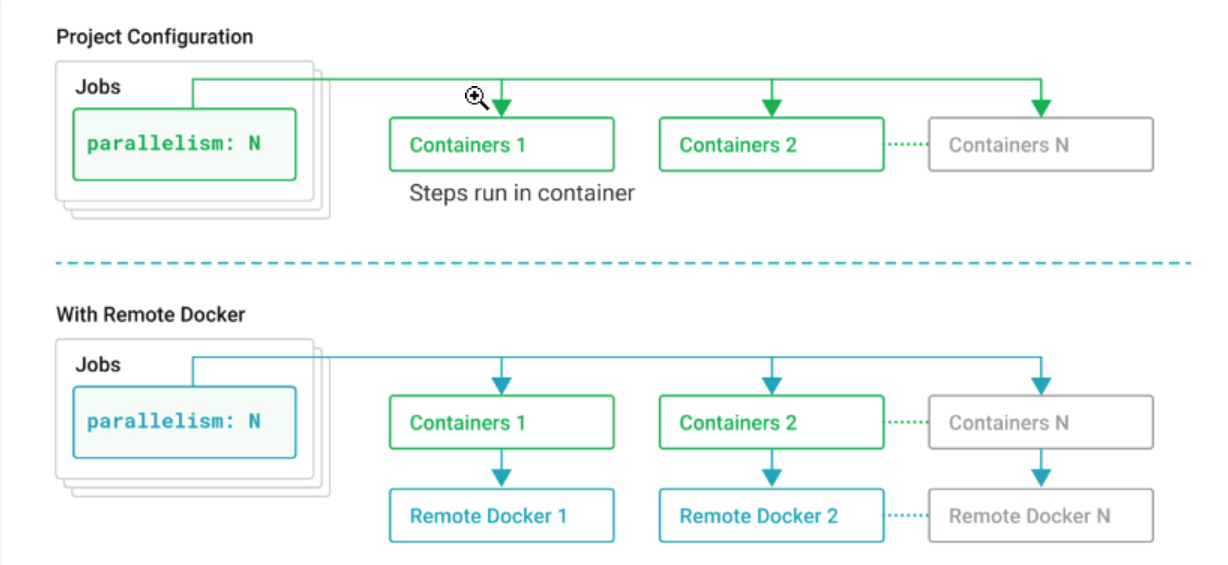 Project Configuration
Jobs
parallelism: N
Containers 1
Containers 2
Containers N
Steps run in container
With Remote Docker
Jobs
parallelism: N
Containers 1
Containers 2
Containers N
Remote Docker 1
Remote Docker 2
Remote Docker N